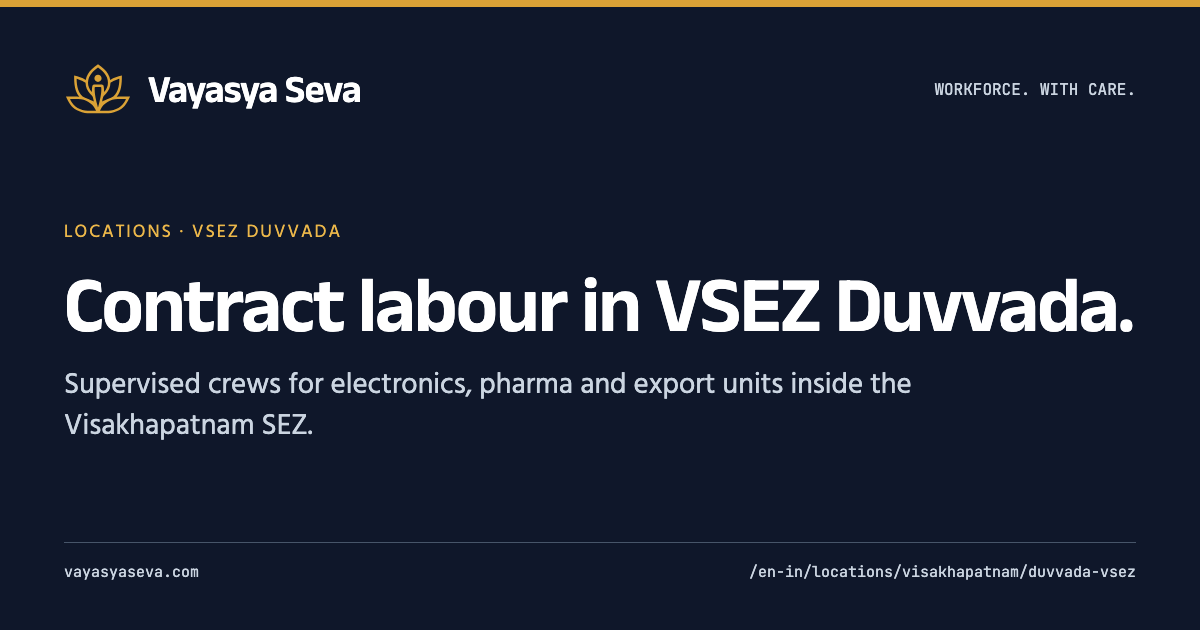 Vayasya Seva
WORKFORCE. WITH CARE.
LOCATIONS · VSEZ DUVVADA
Contract labour in VSEZ Duvvada.
Supervised crews for electronics, pharma and export units inside the
Visakhapatnam SEZ.
vayasyaseva.com
/en-in/locations/visakhapatnam/duvvada-vsez